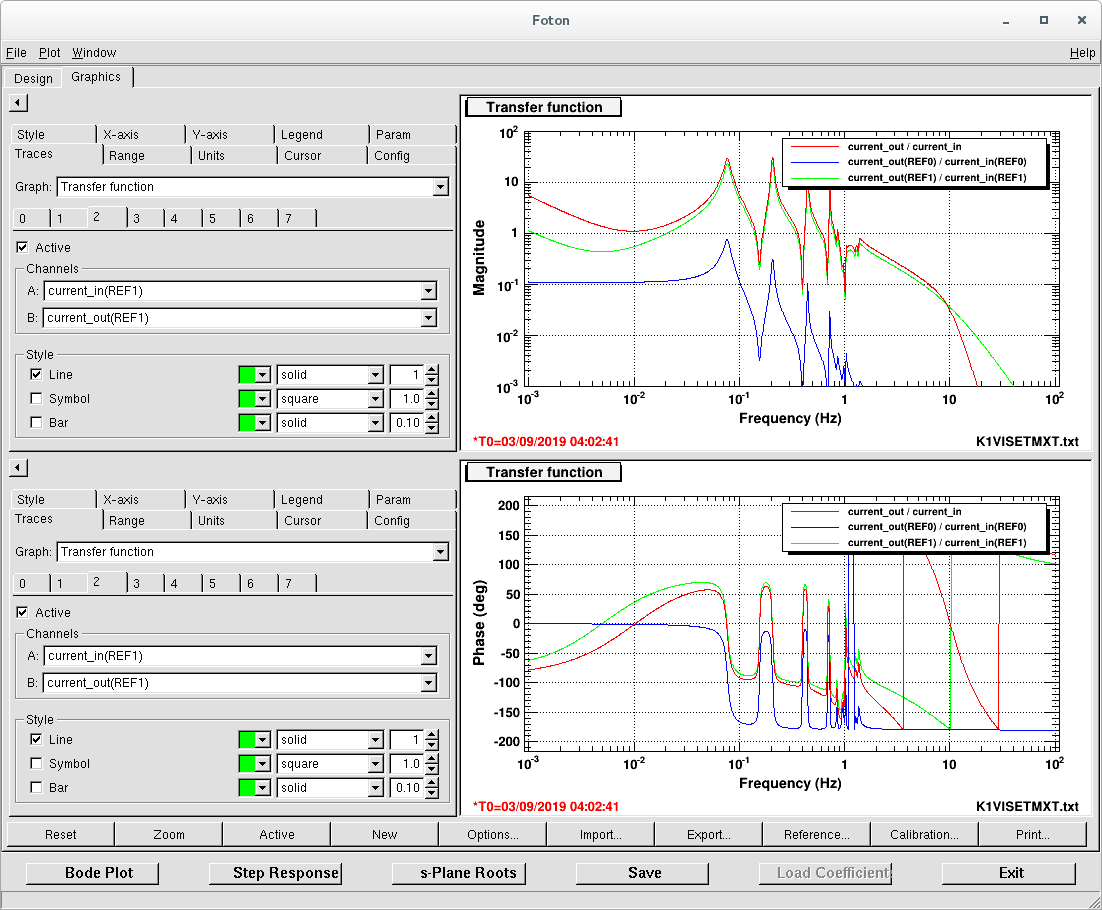 Foton
File Plot Window Help
Design Graphics
Style X-axis Y-axis Legend Param
Traces Range Units Cursor Config
Graph: Transfer function
0 1 2 3 4 5 6 7
Active
Channels
A: current_in(REF1)
B: current_out(REF1)
Style
Line solid 1
Symbol square 1.0
Bar solid 0.10
Transfer function
current_out / current_in
current_out(REF0) / current_in(REF0)
current_out(REF1) / current_in(REF1)
Magnitude
10^2
10
1
10^-1
10^-2
10^-3
10^-3 10^-2 10^-1 1 10 10^2
Frequency (Hz)
*T0=03/09/2019 04:02:41 K1VISETMXT.txt
Style X-axis Y-axis Legend Param
Traces Range Units Cursor Config
Graph: Transfer function
0 1 2 3 4 5 6 7
Active
Channels
A: current_in(REF1)
B: current_out(REF1)
Style
Line solid 1
Symbol square 1.0
Bar solid 0.10
Transfer function
current_out / current_in
current_out(REF0) / current_in(REF0)
current_out(REF1) / current_in(REF1)
Phase (deg)
200
150
100
50
0
-50
-100
-150
-200
10^-3 10^-2 10^-1 1 10 10^2
Frequency (Hz)
*T0=03/09/2019 04:02:41 K1VISETMXT.txt
Reset Zoom Active New Options... Import... Export... Reference... Calibration... Print...
Bode Plot Step Response s-Plane Roots Save Load Coefficient Exit